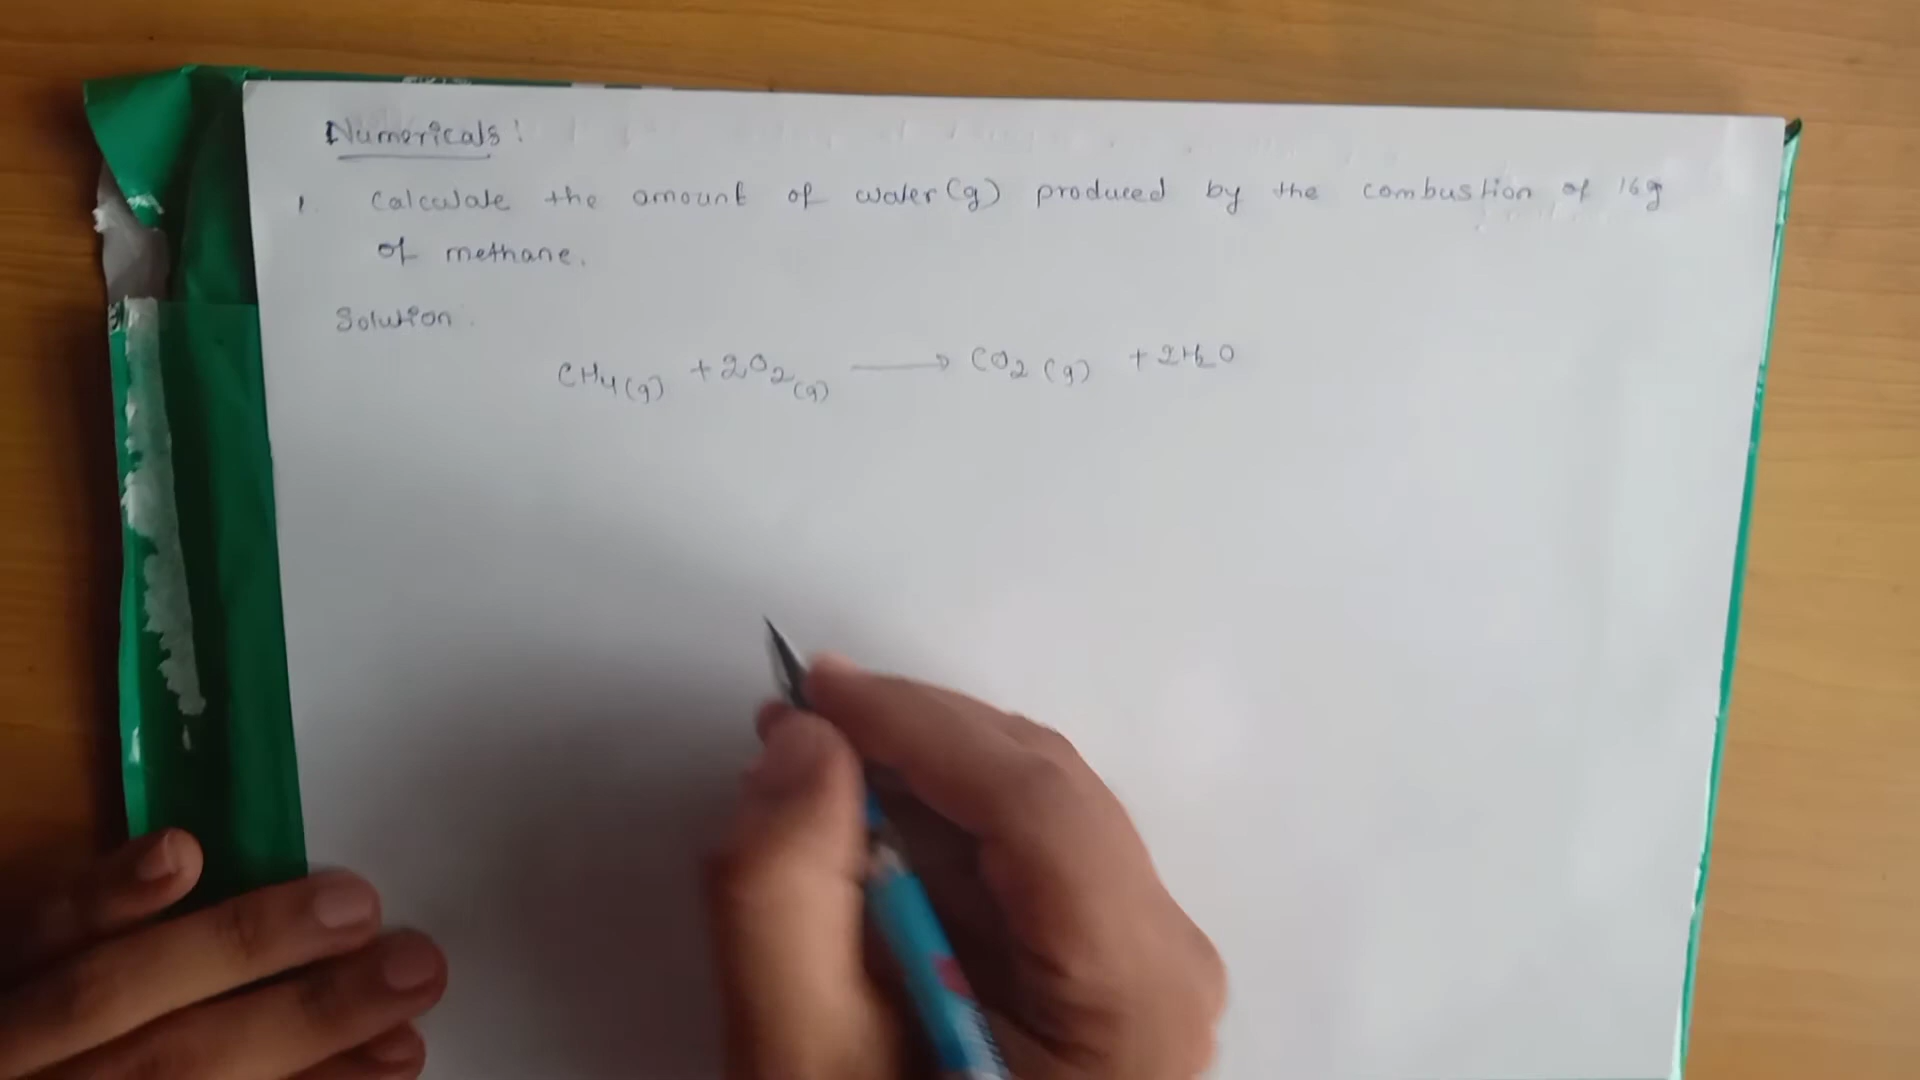 Numericals:
1. Calculate the amount of water (g) produced by the combustion of 16g
of methane.
Solution.
CH4(g) + 2O2(g) ⟶ CO2(g) + 2H2O